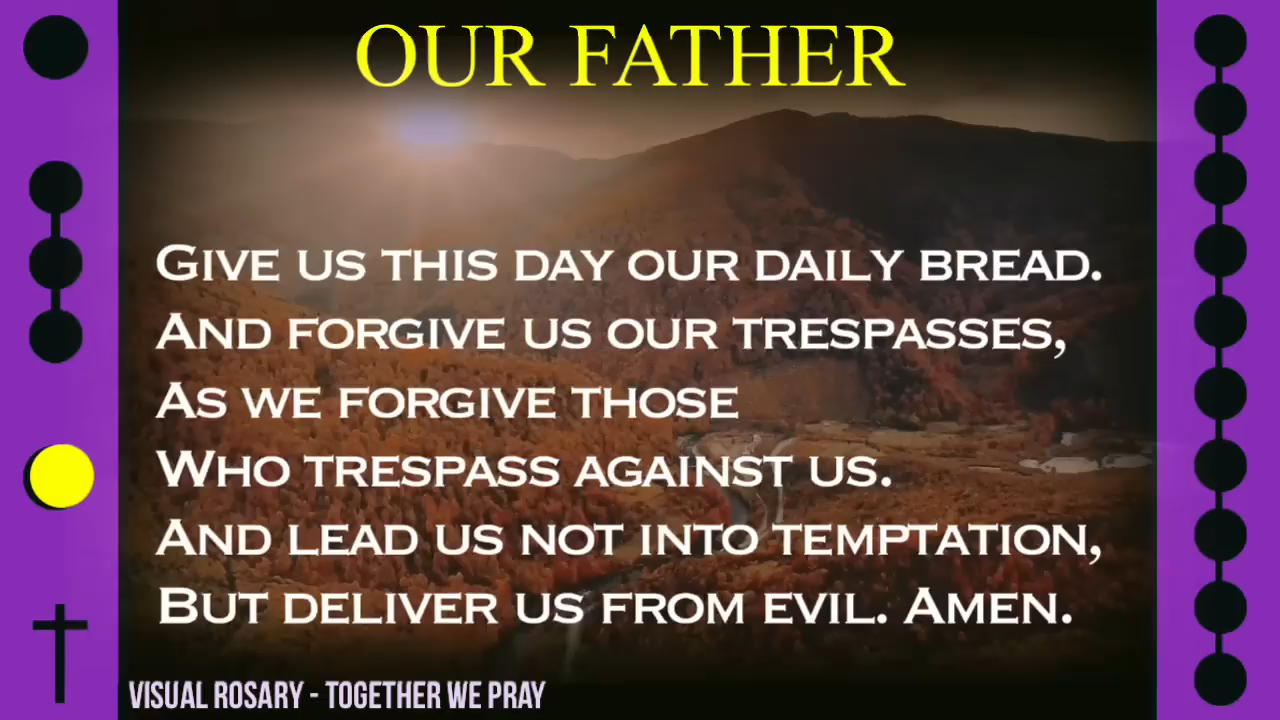 OUR FATHER
GIVE US THIS DAY OUR DAILY BREAD.
AND FORGIVE US OUR TRESPASSES,
AS WE FORGIVE THOSE
WHO TRESPASS AGAINST US.
AND LEAD US NOT INTO TEMPTATION,
BUT DELIVER US FROM EVIL. AMEN.
VISUAL ROSARY - TOGETHER WE PRAY